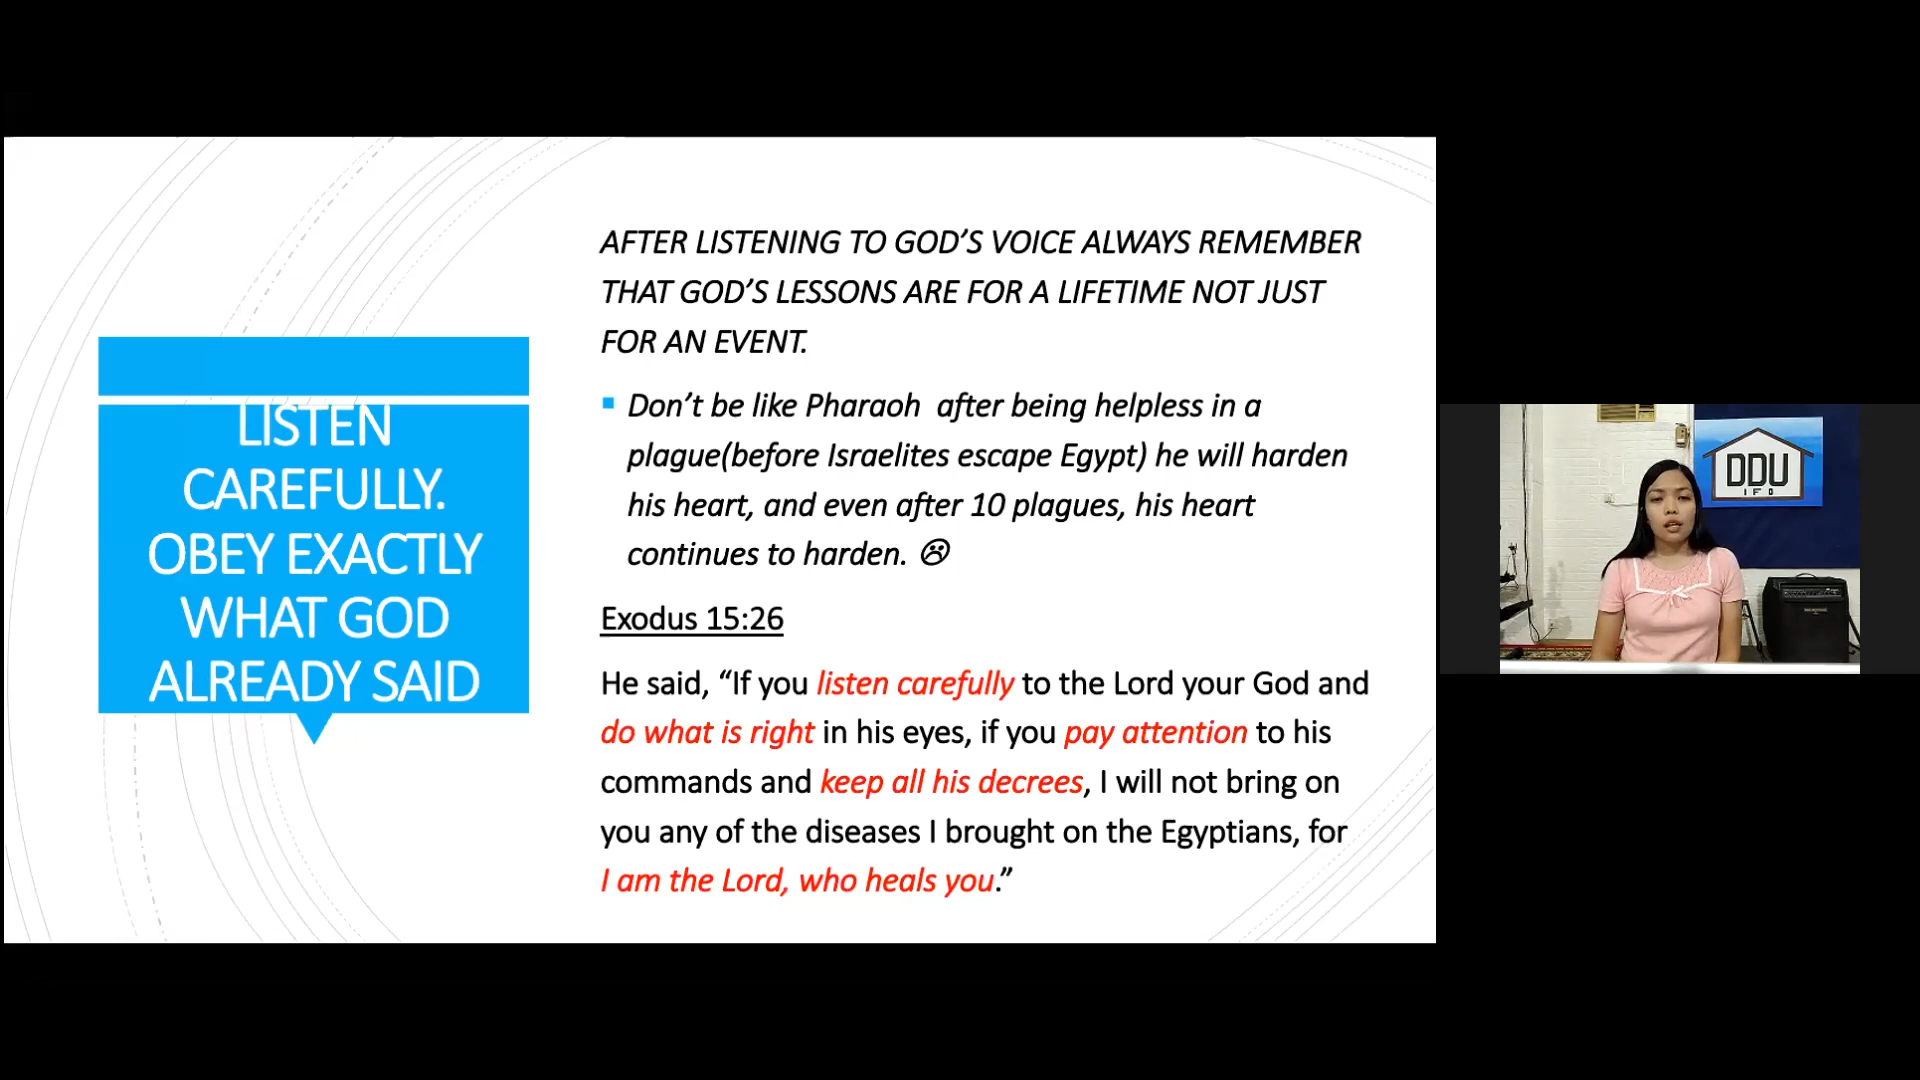 LISTEN
CAREFULLY.
OBEY EXACTLY
WHAT GOD
ALREADY SAID
AFTER LISTENING TO GOD’S VOICE ALWAYS REMEMBER
THAT GOD’S LESSONS ARE FOR A LIFETIME NOT JUST
FOR AN EVENT.
▪ Don’t be like Pharaoh after being helpless in a
plague(before Israelites escape Egypt) he will harden
his heart, and even after 10 plagues, his heart
continues to harden. ☹
Exodus 15:26
He said, “If you listen carefully to the Lord your God and
do what is right in his eyes, if you pay attention to his
commands and keep all his decrees, I will not bring on
you any of the diseases I brought on the Egyptians, for
I am the Lord, who heals you.”
DDU
IFO